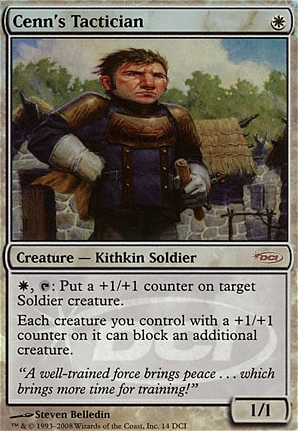 Cenn's Tactician
Creature — Kithkin Soldier
DCI
, : Put a +1/+1 counter on target
Soldier creature.
Each creature you control with a +1/+1
counter on it can block an additional
creature.
DCI
"A well-trained force brings peace . . . which
brings more time for training!"
Steven Belledin
1/1
™ & © 1993–2008 Wizards of the Coast, Inc. 14 DCI